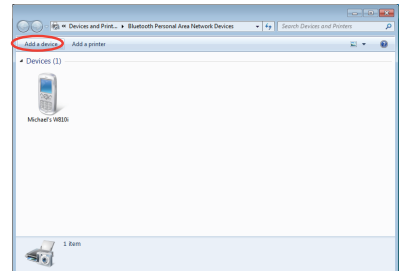 « Devices and Print... ▸ Bluetooth Personal Area Network Devices
Search Devices and Printers
Add a device Add a printer
Devices (1)
Michael's W810i
1 item